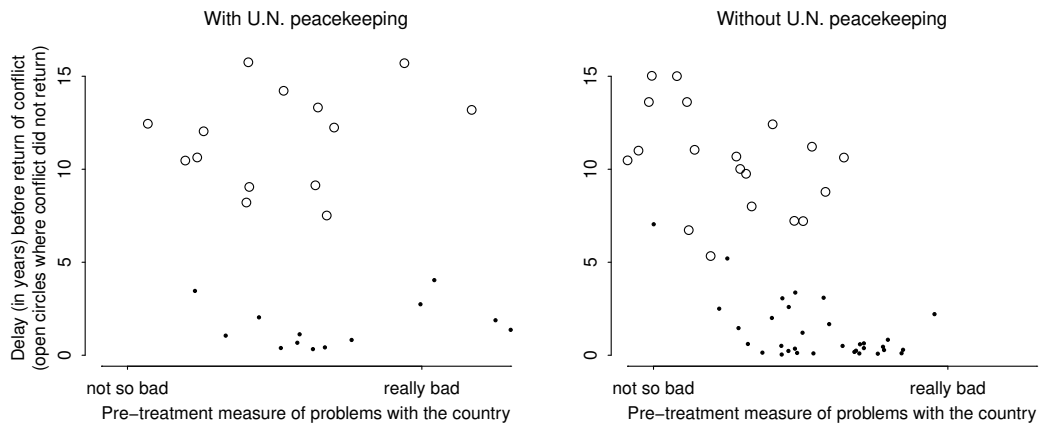 With U.N. peacekeeping
Delay (in years) before return of conflict
(open circles where conflict did not return)
15
10
5
0
not so bad really bad
Pre−treatment measure of problems with the country
Without U.N. peacekeeping
15
10
5
0
not so bad really bad
Pre−treatment measure of problems with the country